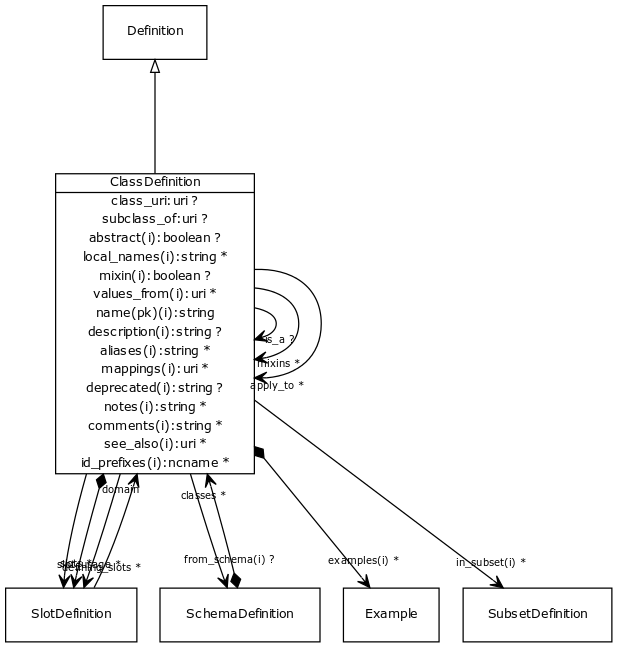 Definition
ClassDefinition
class_uri:uri ?
subclass_of:uri ?
abstract(i):boolean ?
local_names(i):string *
mixin(i):boolean ?
values_from(i):uri *
name(pk)(i):string
description(i):string ?
aliases(i):string *
mappings(i):uri *
deprecated(i):string ?
notes(i):string *
comments(i):string *
see_also(i):uri *
id_prefixes(i):ncname *
is_a ?
mixins *
apply_to *
domain
classes *
defining_slots *
from_schema(i) ?
examples(i) *
in_subset(i) *
SlotDefinition
SchemaDefinition
Example
SubsetDefinition